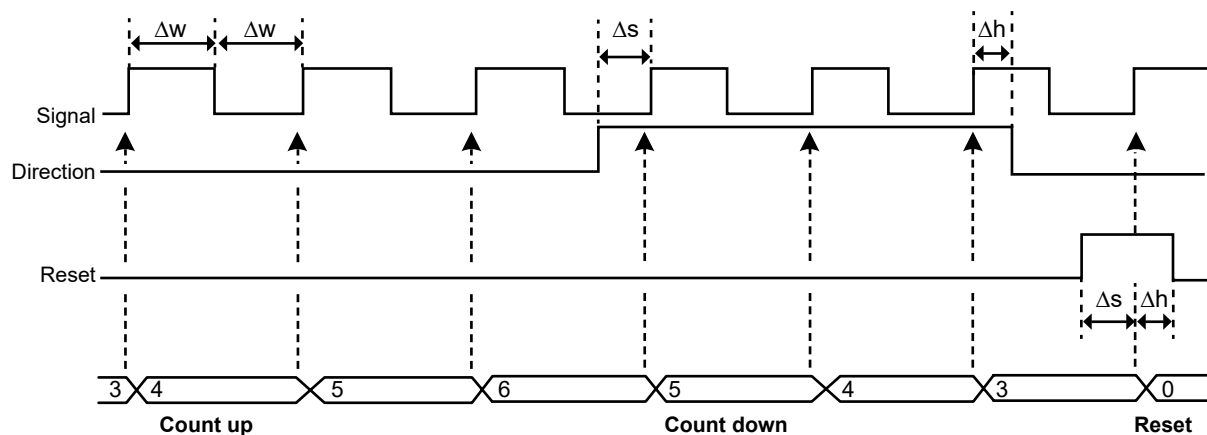 Δw Δw Δs Δh
Signal
Direction
Reset
Δs Δh
3 4 5 6 5 4 3 0
Count up Count down Reset